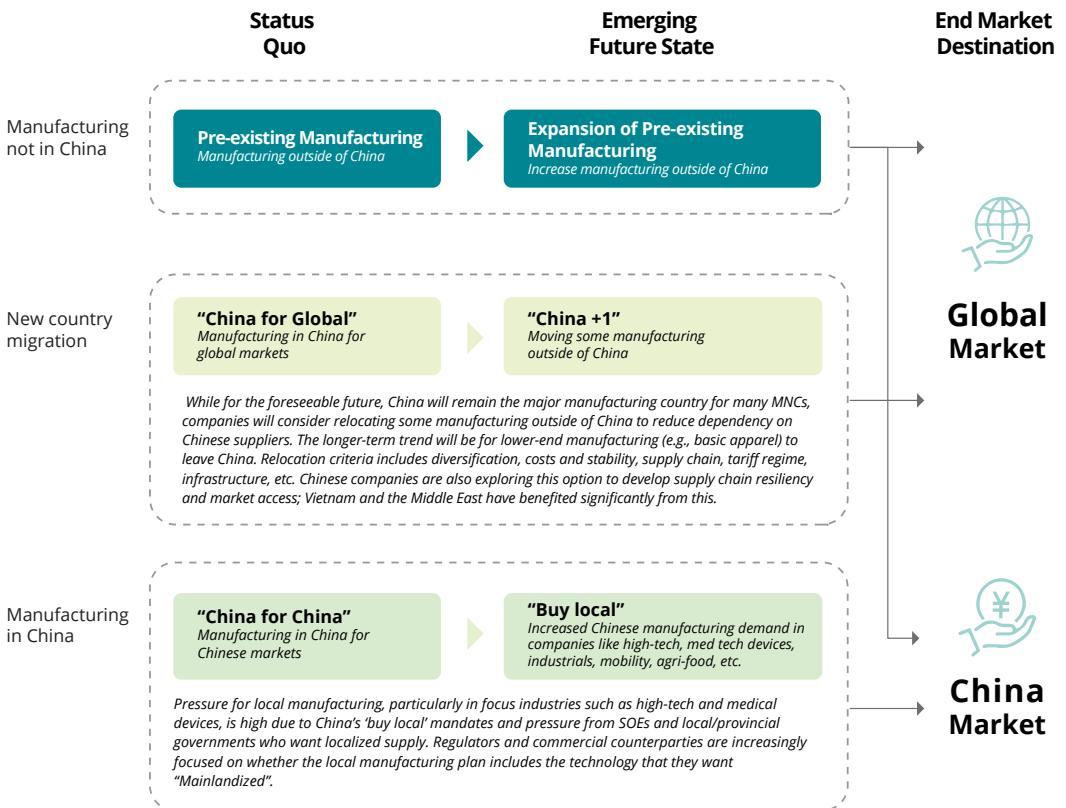 Status
Quo
Emerging
Future State
End Market
Destination
Manufacturing
not in China
Pre-existing Manufacturing
Manufacturing outside of China
Expansion of Pre-existing
Manufacturing
Increase manufacturing outside of China
New country
migration
“China for Global”
Manufacturing in China for
global markets
“China +1”
Moving some manufacturing
outside of China
While for the foreseeable future, China will remain the major manufacturing country for many MNCs,
companies will consider relocating some manufacturing outside of China to reduce dependency on
Chinese suppliers. The longer-term trend will be for lower-end manufacturing (e.g., basic apparel) to
leave China. Relocation criteria includes diversification, costs and stability, supply chain, tariff regime,
infrastructure, etc. Chinese companies are also exploring this option to develop supply chain resiliency
and market access; Vietnam and the Middle East have benefited significantly from this.
Global
Market
Manufacturing
in China
“China for China”
Manufacturing in China for
Chinese markets
“Buy local”
Increased Chinese manufacturing demand in
companies like high-tech, med tech devices,
industrials, mobility, agri-food, etc.
Pressure for local manufacturing, particularly in focus industries such as high-tech and medical
devices, is high due to China’s ‘buy local’ mandates and pressure from SOEs and local/provincial
governments who want localized supply. Regulators and commercial counterparties are increasingly
focused on whether the local manufacturing plan includes the technology that they want
“Mainlandized”.
¥
China
Market